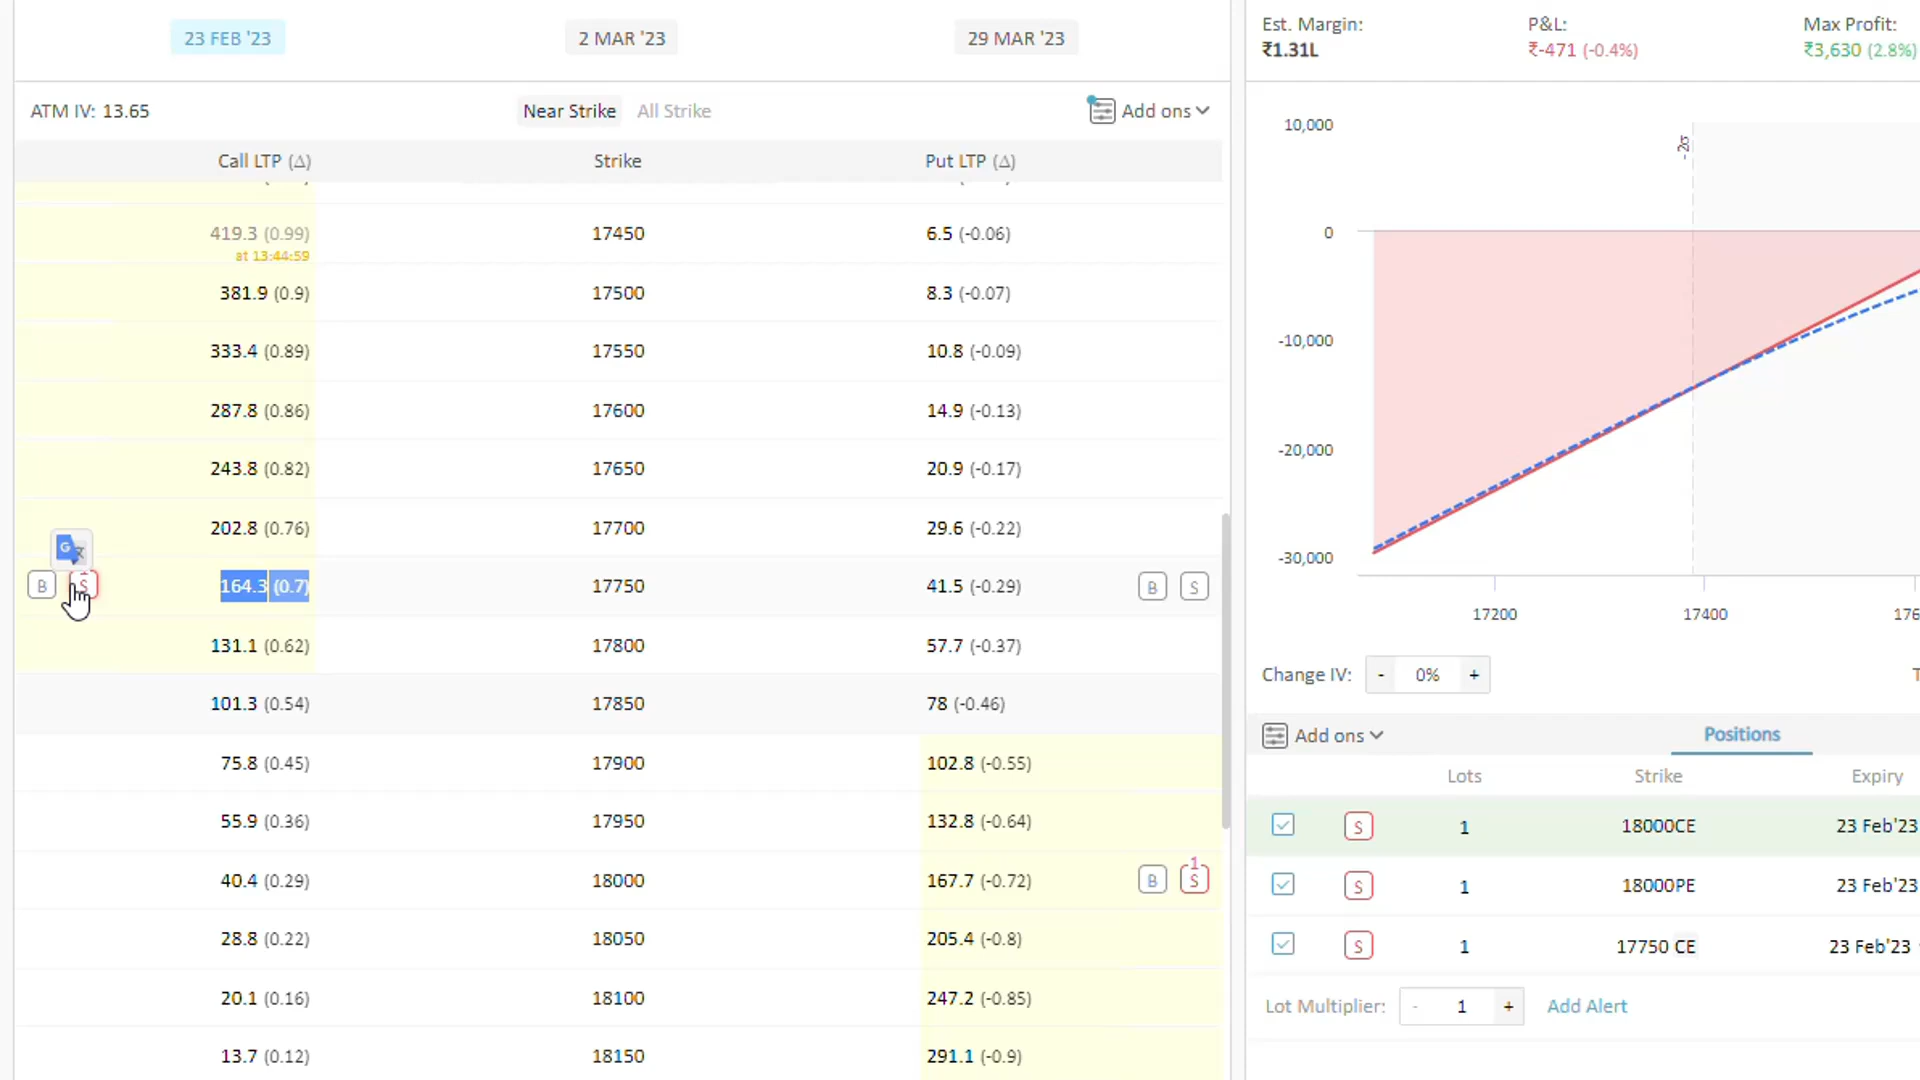 23 FEB '23 2 MAR '23 29 MAR '23
ATM IV: 13.65 Near Strike All Strike Add ons
Call LTP (Δ) Strike Put LTP (Δ)
419.3 (0.99) 17450 6.5 (-0.06)
at 13:44:59
381.9 (0.9) 17500 8.3 (-0.07)
333.4 (0.89) 17550 10.8 (-0.09)
287.8 (0.86) 17600 14.9 (-0.13)
243.8 (0.82) 17650 20.9 (-0.17)
202.8 (0.76) 17700 29.6 (-0.22)
B S 164.3 (0.7) 17750 41.5 (-0.29) B S
131.1 (0.62) 17800 57.7 (-0.37)
101.3 (0.54) 17850 78 (-0.46)
75.8 (0.45) 17900 102.8 (-0.55)
55.9 (0.36) 17950 132.8 (-0.64)
40.4 (0.29) 18000 167.7 (-0.72) B 1 S
28.8 (0.22) 18050 205.4 (-0.8)
20.1 (0.16) 18100 247.2 (-0.85)
13.7 (0.12) 18150 291.1 (-0.9)
Est. Margin: P&L: Max Profit:
₹1.31L ₹-471 (-0.4%) ₹3,630 (2.8%)
10,000
-2σ
0
-10,000
-20,000
-30,000
17200 17400 176
Change IV: - 0% +
Add ons Positions
Lots Strike Expiry
S 1 18000CE 23 Feb'23
S 1 18000PE 23 Feb'23
S 1 17750 CE 23 Feb'23
Lot Multiplier: - 1 + Add Alert